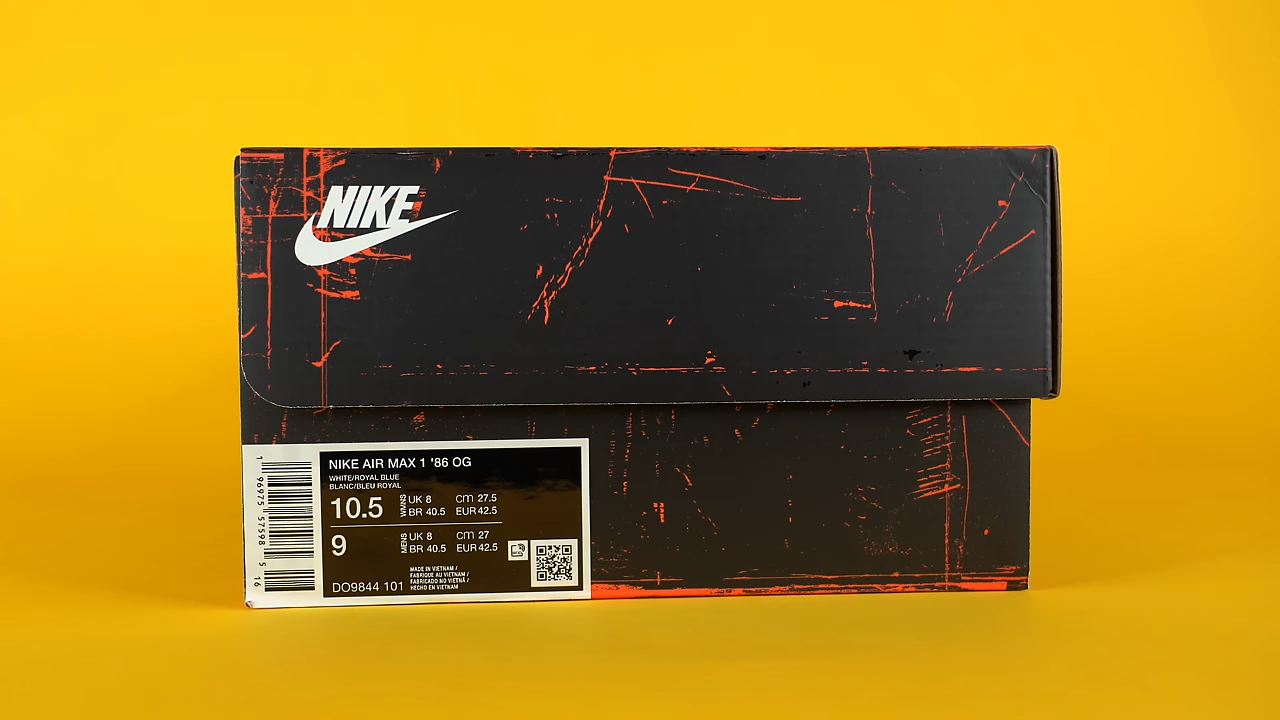 NIKE
NIKE AIR MAX 1 '86 OG
WHITE/ROYAL BLUE
BLANC/BLEU ROYAL
10.5 WMNS UK 8 CM 27.5
BR 40.5 EUR 42.5
9 MENS UK 8 CM 27
BR 40.5 EUR 42.5
MADE IN VIETNAM /
FABRIQUE AU VIETNAM /
FABRICADO NO VIETNÃ /
HECHO EN VIETNAM
DO9844 101
1 96975 57598 5 16